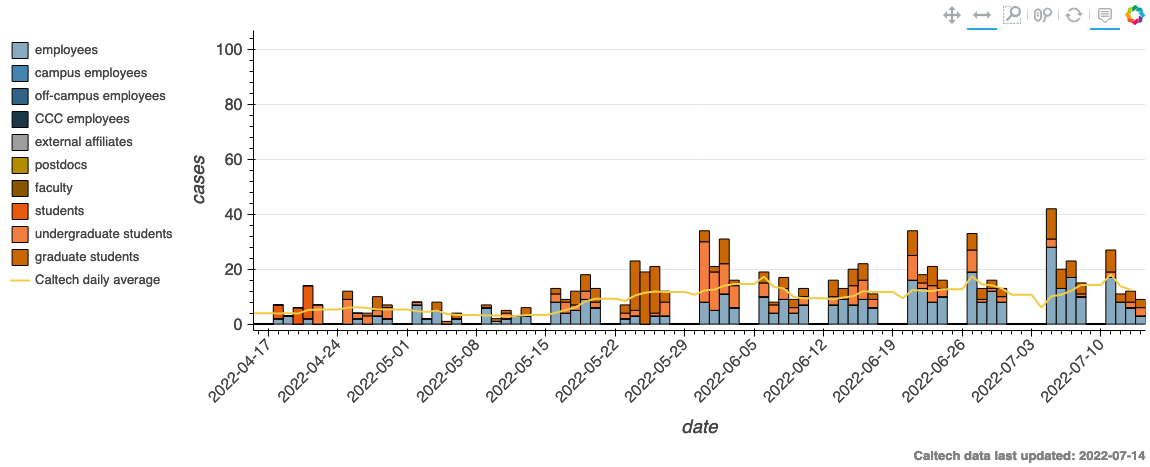 employees
campus employees
off-campus employees
CCC employees
external affiliates
postdocs
faculty
students
undergraduate students
graduate students
Caltech daily average
cases
100
80
60
40
20
0
2022-04-17
2022-04-24
2022-05-01
2022-05-08
2022-05-15
2022-05-22
2022-05-29
2022-06-05
2022-06-12
2022-06-19
2022-06-26
2022-07-03
2022-07-10
date
Caltech data last updated: 2022-07-14